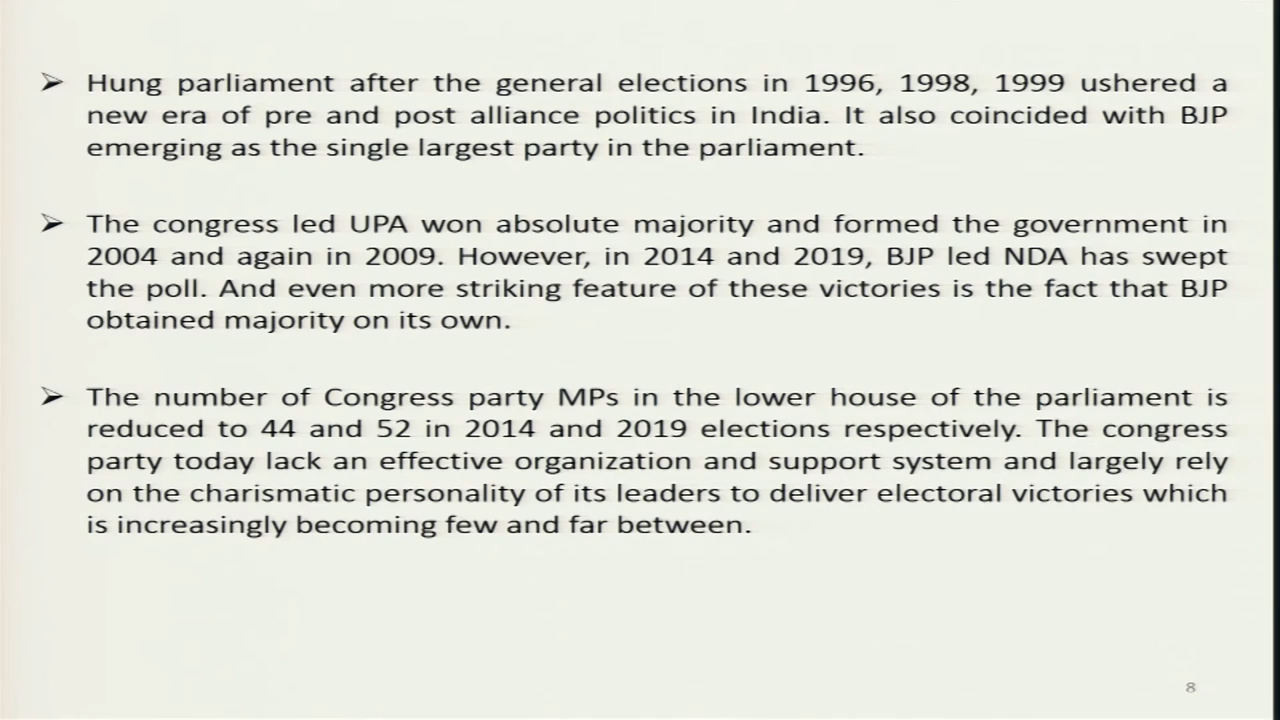 ➢ Hung parliament after the general elections in 1996, 1998, 1999 ushered a
new era of pre and post alliance politics in India. It also coincided with BJP
emerging as the single largest party in the parliament.
➢ The congress led UPA won absolute majority and formed the government in
2004 and again in 2009. However, in 2014 and 2019, BJP led NDA has swept
the poll. And even more striking feature of these victories is the fact that BJP
obtained majority on its own.
➢ The number of Congress party MPs in the lower house of the parliament is
reduced to 44 and 52 in 2014 and 2019 elections respectively. The congress
party today lack an effective organization and support system and largely rely
on the charismatic personality of its leaders to deliver electoral victories which
is increasingly becoming few and far between.
8